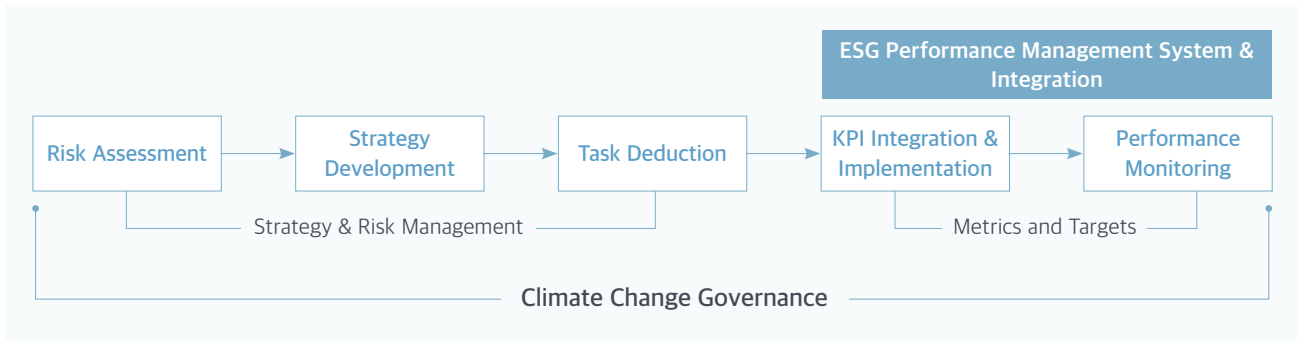 ESG Performance Management System &
Integration
Risk Assessment
Strategy
Development
Task Deduction
KPI Integration &
Implementation
Performance
Monitoring
Strategy & Risk Management
Metrics and Targets
Climate Change Governance